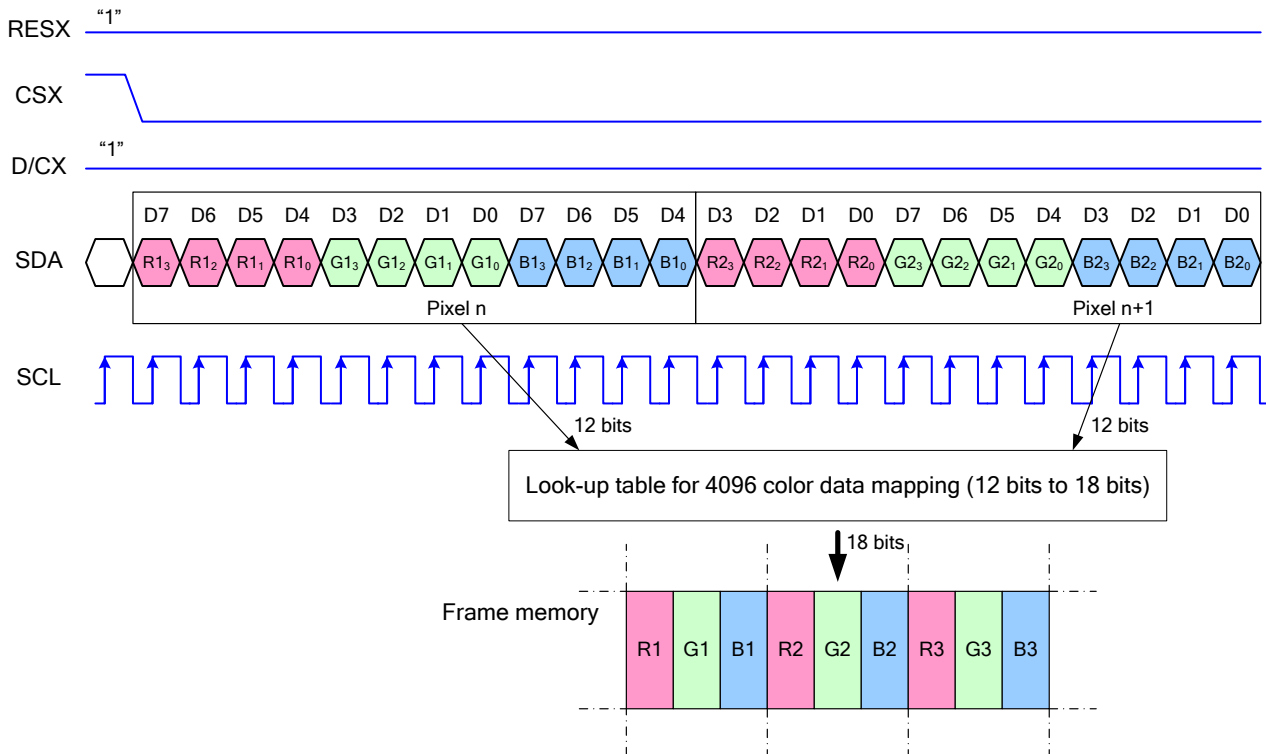 RESX “1”
CSX
D/CX “1”
D7 D6 D5 D4 D3 D2 D1 D0 D7 D6 D5 D4 D3 D2 D1 D0 D7 D6 D5 D4 D3 D2 D1 D0
SDA R1₃ R1₂ R1₁ R1₀ G1₃ G1₂ G1₁ G1₀ B1₃ B1₂ B1₁ B1₀ R2₃ R2₂ R2₁ R2₀ G2₃ G2₂ G2₁ G2₀ B2₃ B2₂ B2₁ B2₀
Pixel n Pixel n+1
SCL
12 bits 12 bits
Look-up table for 4096 color data mapping (12 bits to 18 bits)
18 bits
Frame memory
R1 G1 B1 R2 G2 B2 R3 G3 B3